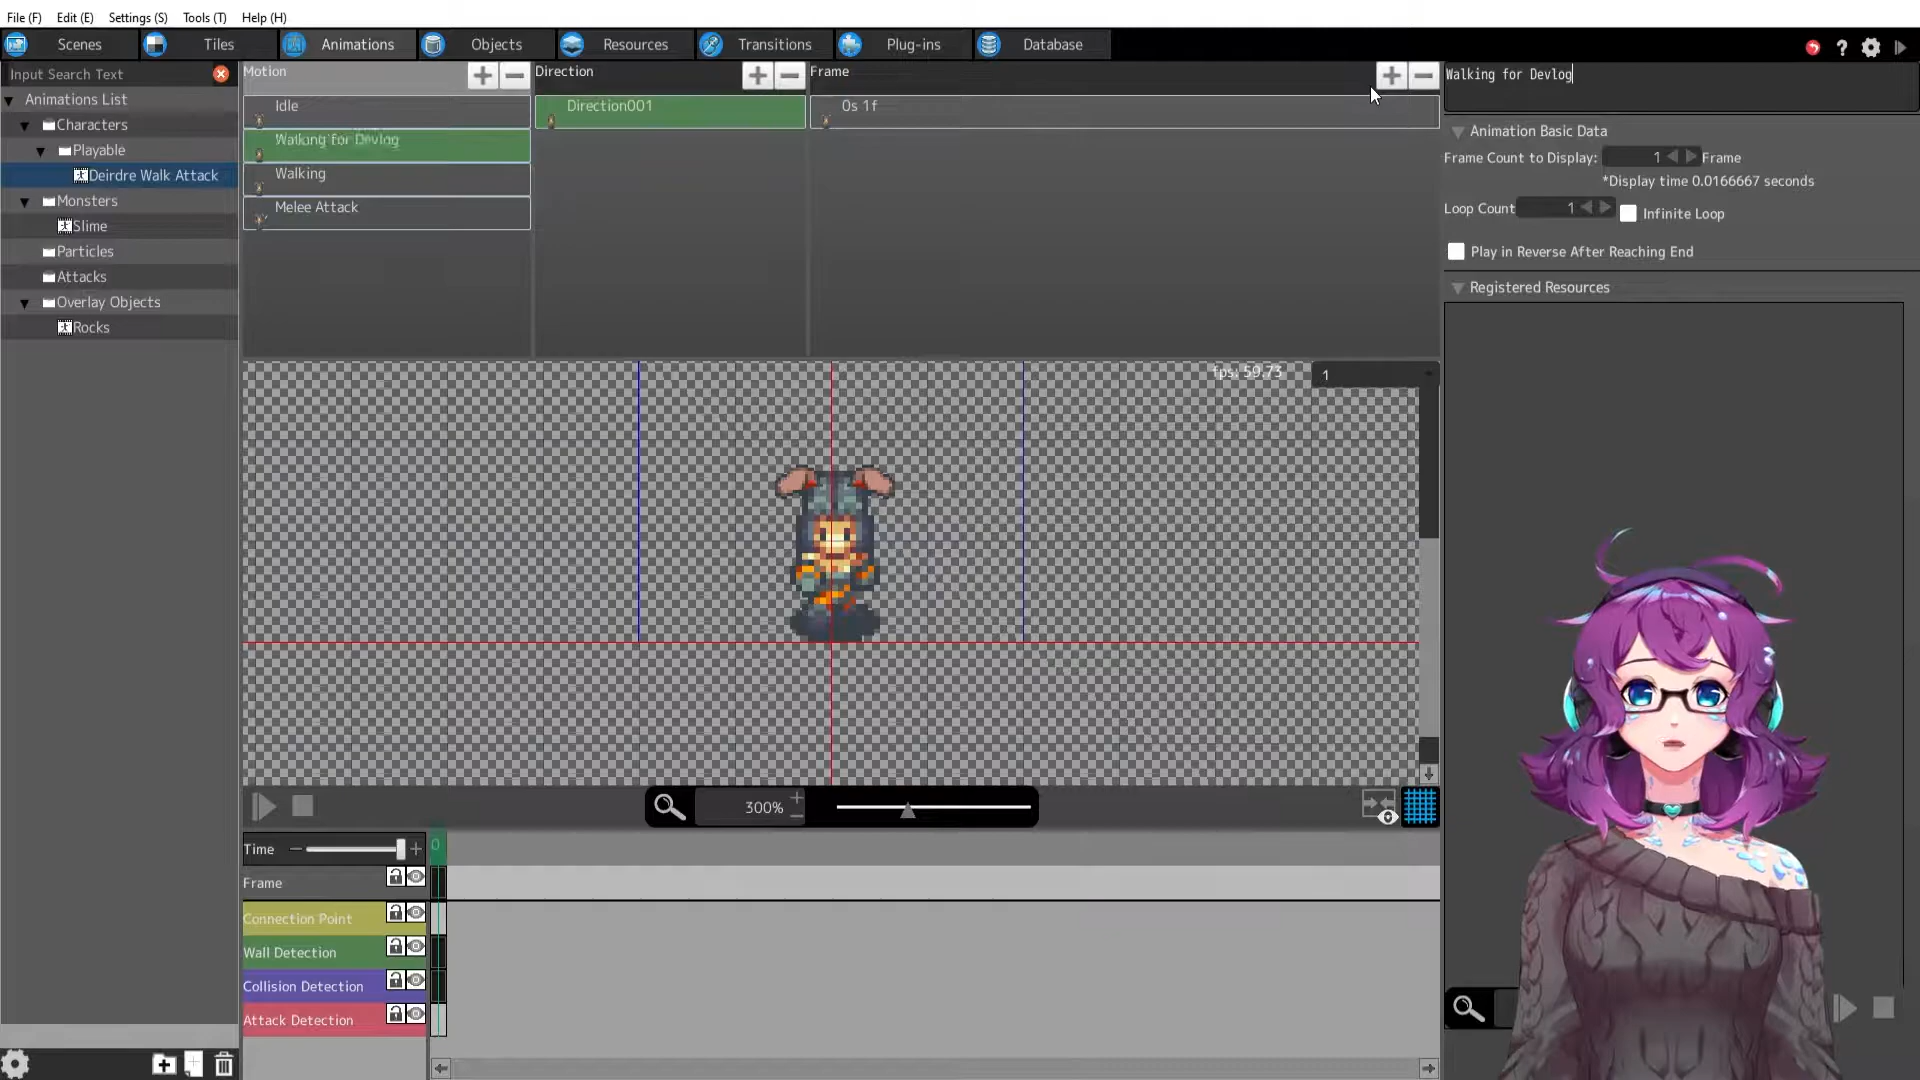 File (F) Edit (E) Settings (S) Tools (T) Help (H)
Scenes Tiles Animations Objects Resources Transitions Plug-ins Database
Input Search Text
Animations List
Characters
Playable
Deirdre Walk Attack
Monsters
Slime
Particles
Attacks
Overlay Objects
Rocks
Motion
Idle
Walking for Devlog
Walking
Melee Attack
Direction
Direction001
Frame
0s 1f
fps: 59.73
1
300%
Time
0
Frame
Connection Point
Wall Detection
Collision Detection
Attack Detection
Walking for Devlog
Animation Basic Data
Frame Count to Display: 1 Frame
*Display time 0.0166667 seconds
Loop Count 1 Infinite Loop
Play in Reverse After Reaching End
Registered Resources